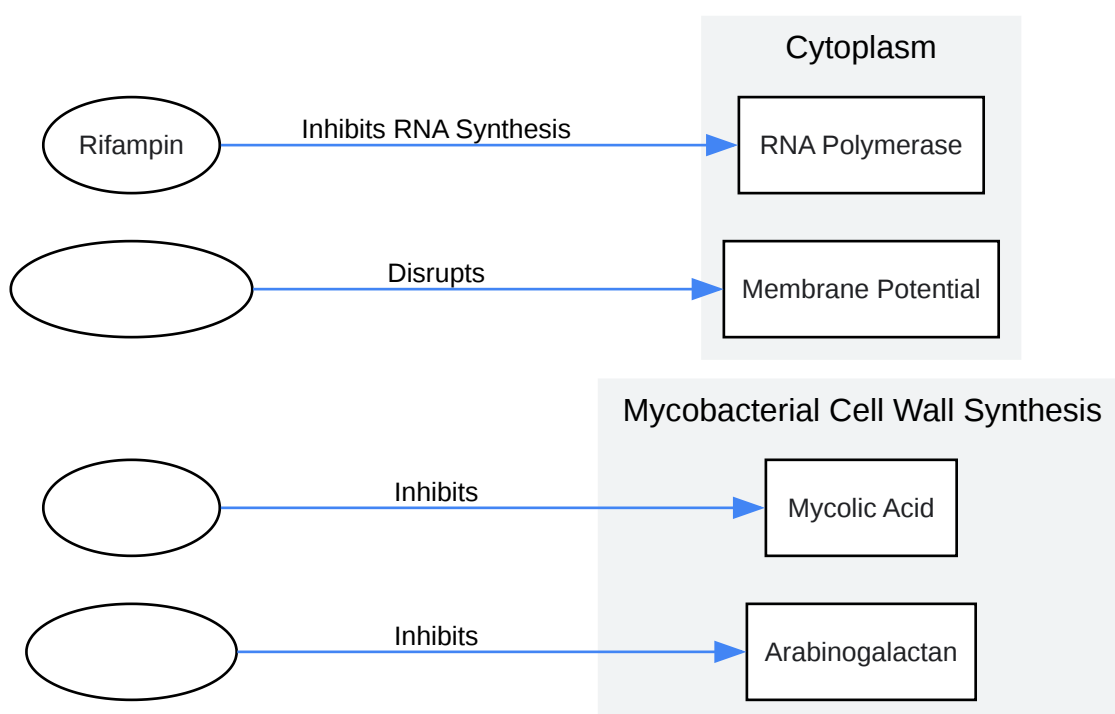 Cytoplasm
Rifampin
Inhibits RNA Synthesis
RNA Polymerase
Disrupts
Membrane Potential
Mycobacterial Cell Wall Synthesis
Inhibits
Mycolic Acid
Inhibits
Arabinogalactan